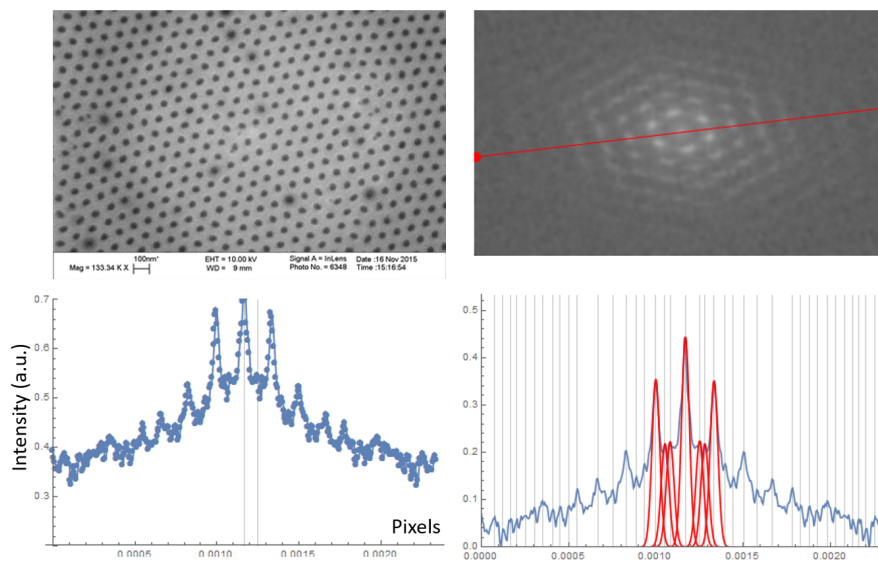 100nm*
Mag = 133.34 K X
EHT = 10.00 kV
WD = 9 mm
Signal A = InLens
Photo No. = 6348
Date :16 Nov 2015
Time :15:16:54
Intensity (a.u.)
0.7
0.6
0.5
0.4
0.3
Pixels
0.0005
0.0010
0.0015
0.0020
0.5
0.4
0.3
0.2
0.1
0.0
0.0000
0.0005
0.0010
0.0015
0.0020